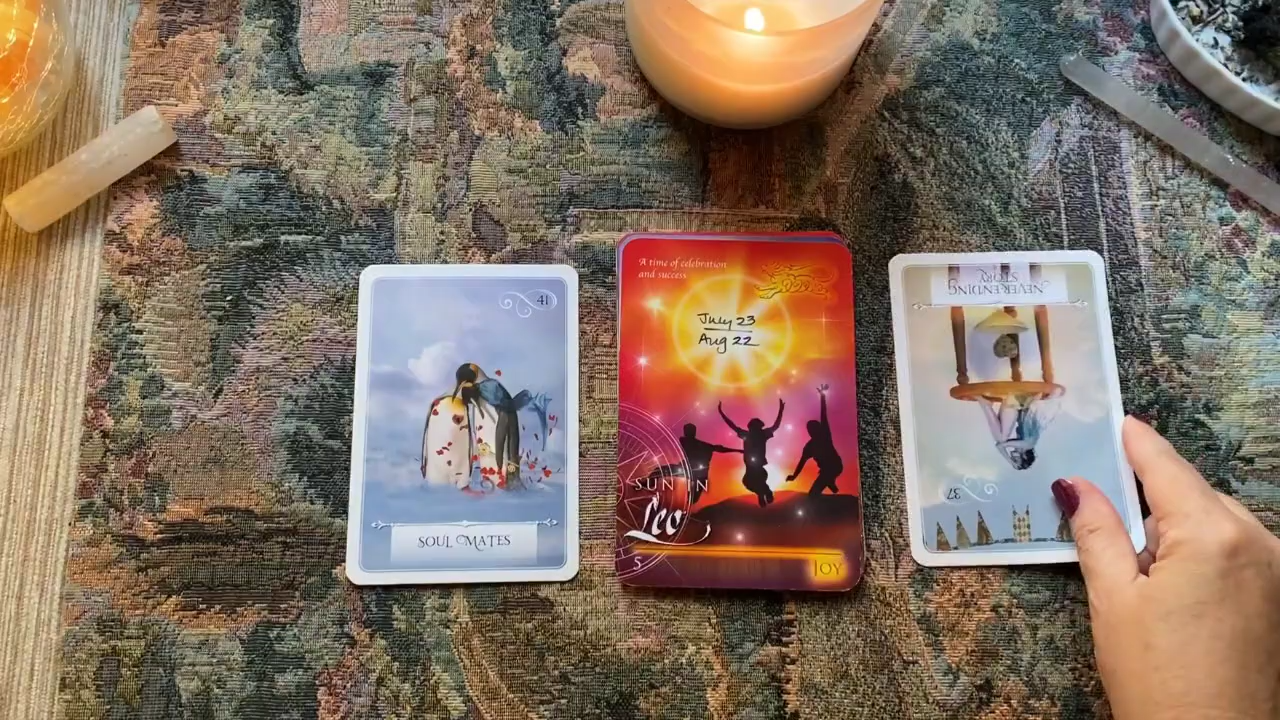 41
SOUL MATES
A time of celebration
and success
July 23
Aug 22
SUN IN
Leo
5
JOY
NEVERENDING
STORY
37